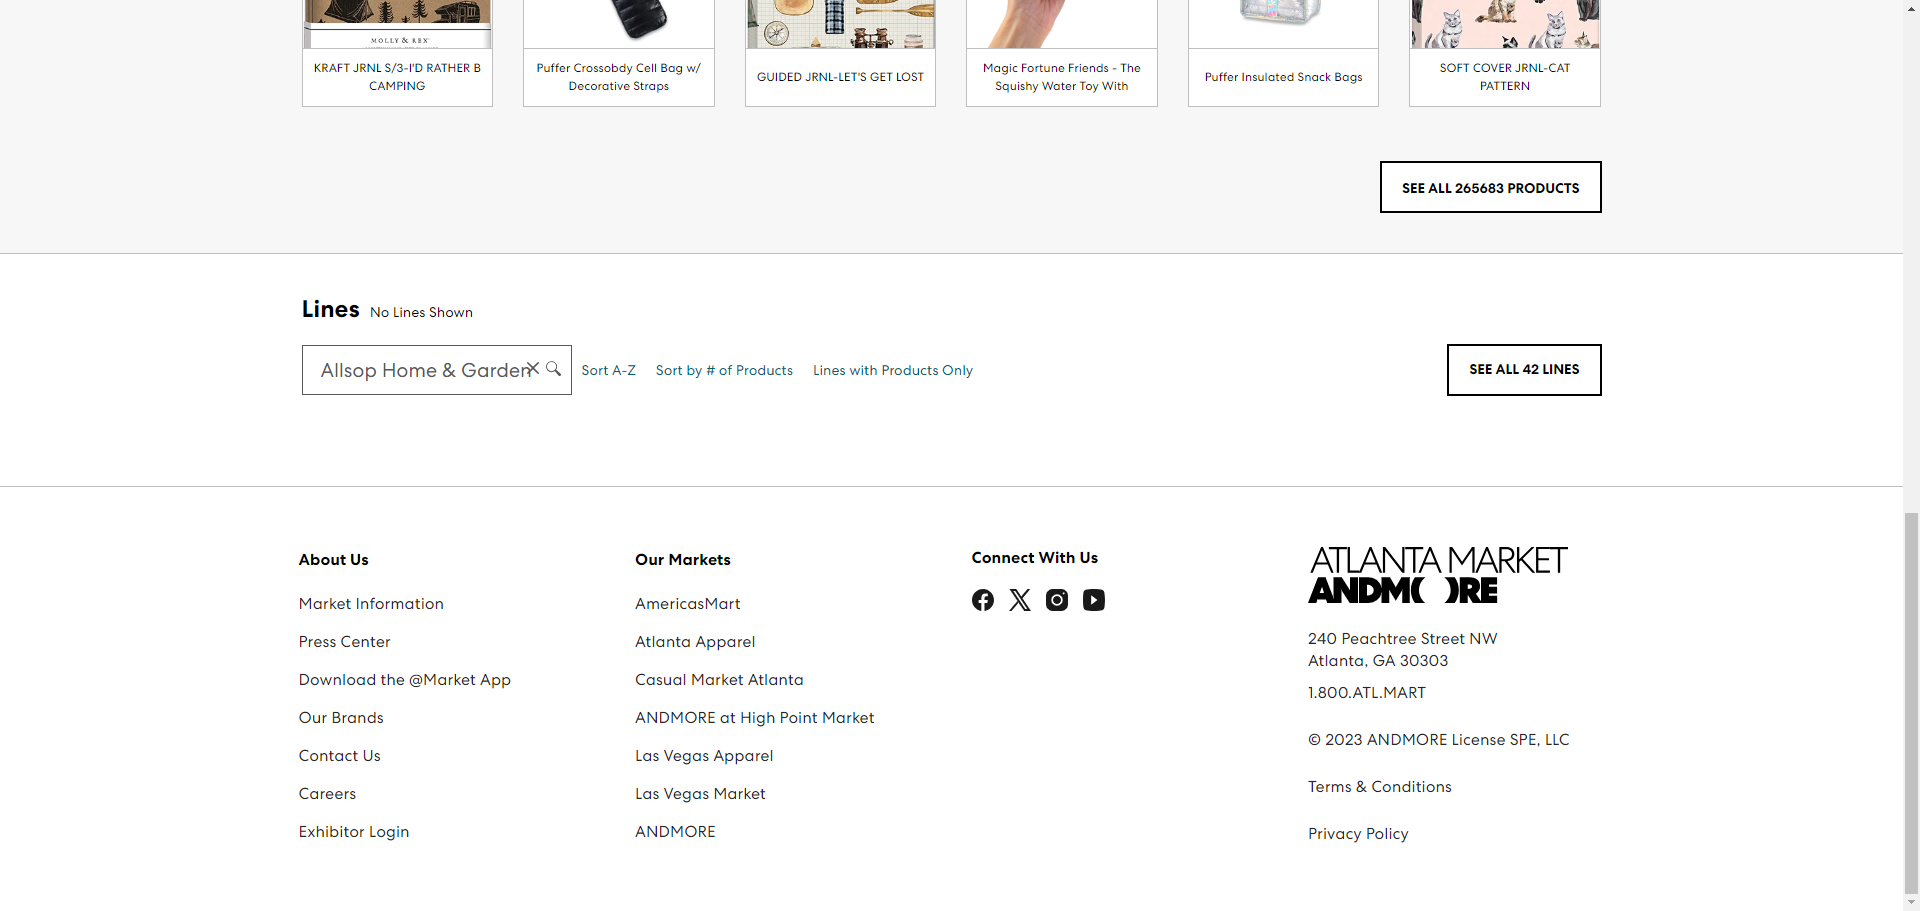 MOLLY & REX
KRAFT JRNL S/3-I'D RATHER B
CAMPING
Puffer Crossobdy Cell Bag w/
Decorative Straps
GUIDED JRNL-LET'S GET LOST
Magic Fortune Friends - The
Squishy Water Toy With
Puffer Insulated Snack Bags
SOFT COVER JRNL-CAT
PATTERN
SEE ALL 265683 PRODUCTS
Lines No Lines Shown
Allsop Home & Garden
Sort A-Z
Sort by # of Products
Lines with Products Only
SEE ALL 42 LINES
About Us
Market Information
Press Center
Download the @Market App
Our Brands
Contact Us
Careers
Exhibitor Login
Our Markets
AmericasMart
Atlanta Apparel
Casual Market Atlanta
ANDMORE at High Point Market
Las Vegas Apparel
Las Vegas Market
ANDMORE
Connect With Us
ATLANTA MARKET
ANDM( )RE
240 Peachtree Street NW
Atlanta, GA 30303
1.800.ATL.MART
© 2023 ANDMORE License SPE, LLC
Terms & Conditions
Privacy Policy